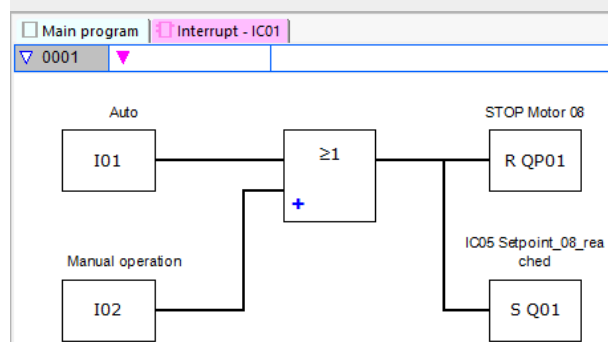 Main program
Interrupt - IC01
0001
Auto
STOP Motor 08
I01
≥1
R QP01
+
IC05 Setpoint_08_rea
ched
Manual operation
I02
S Q01